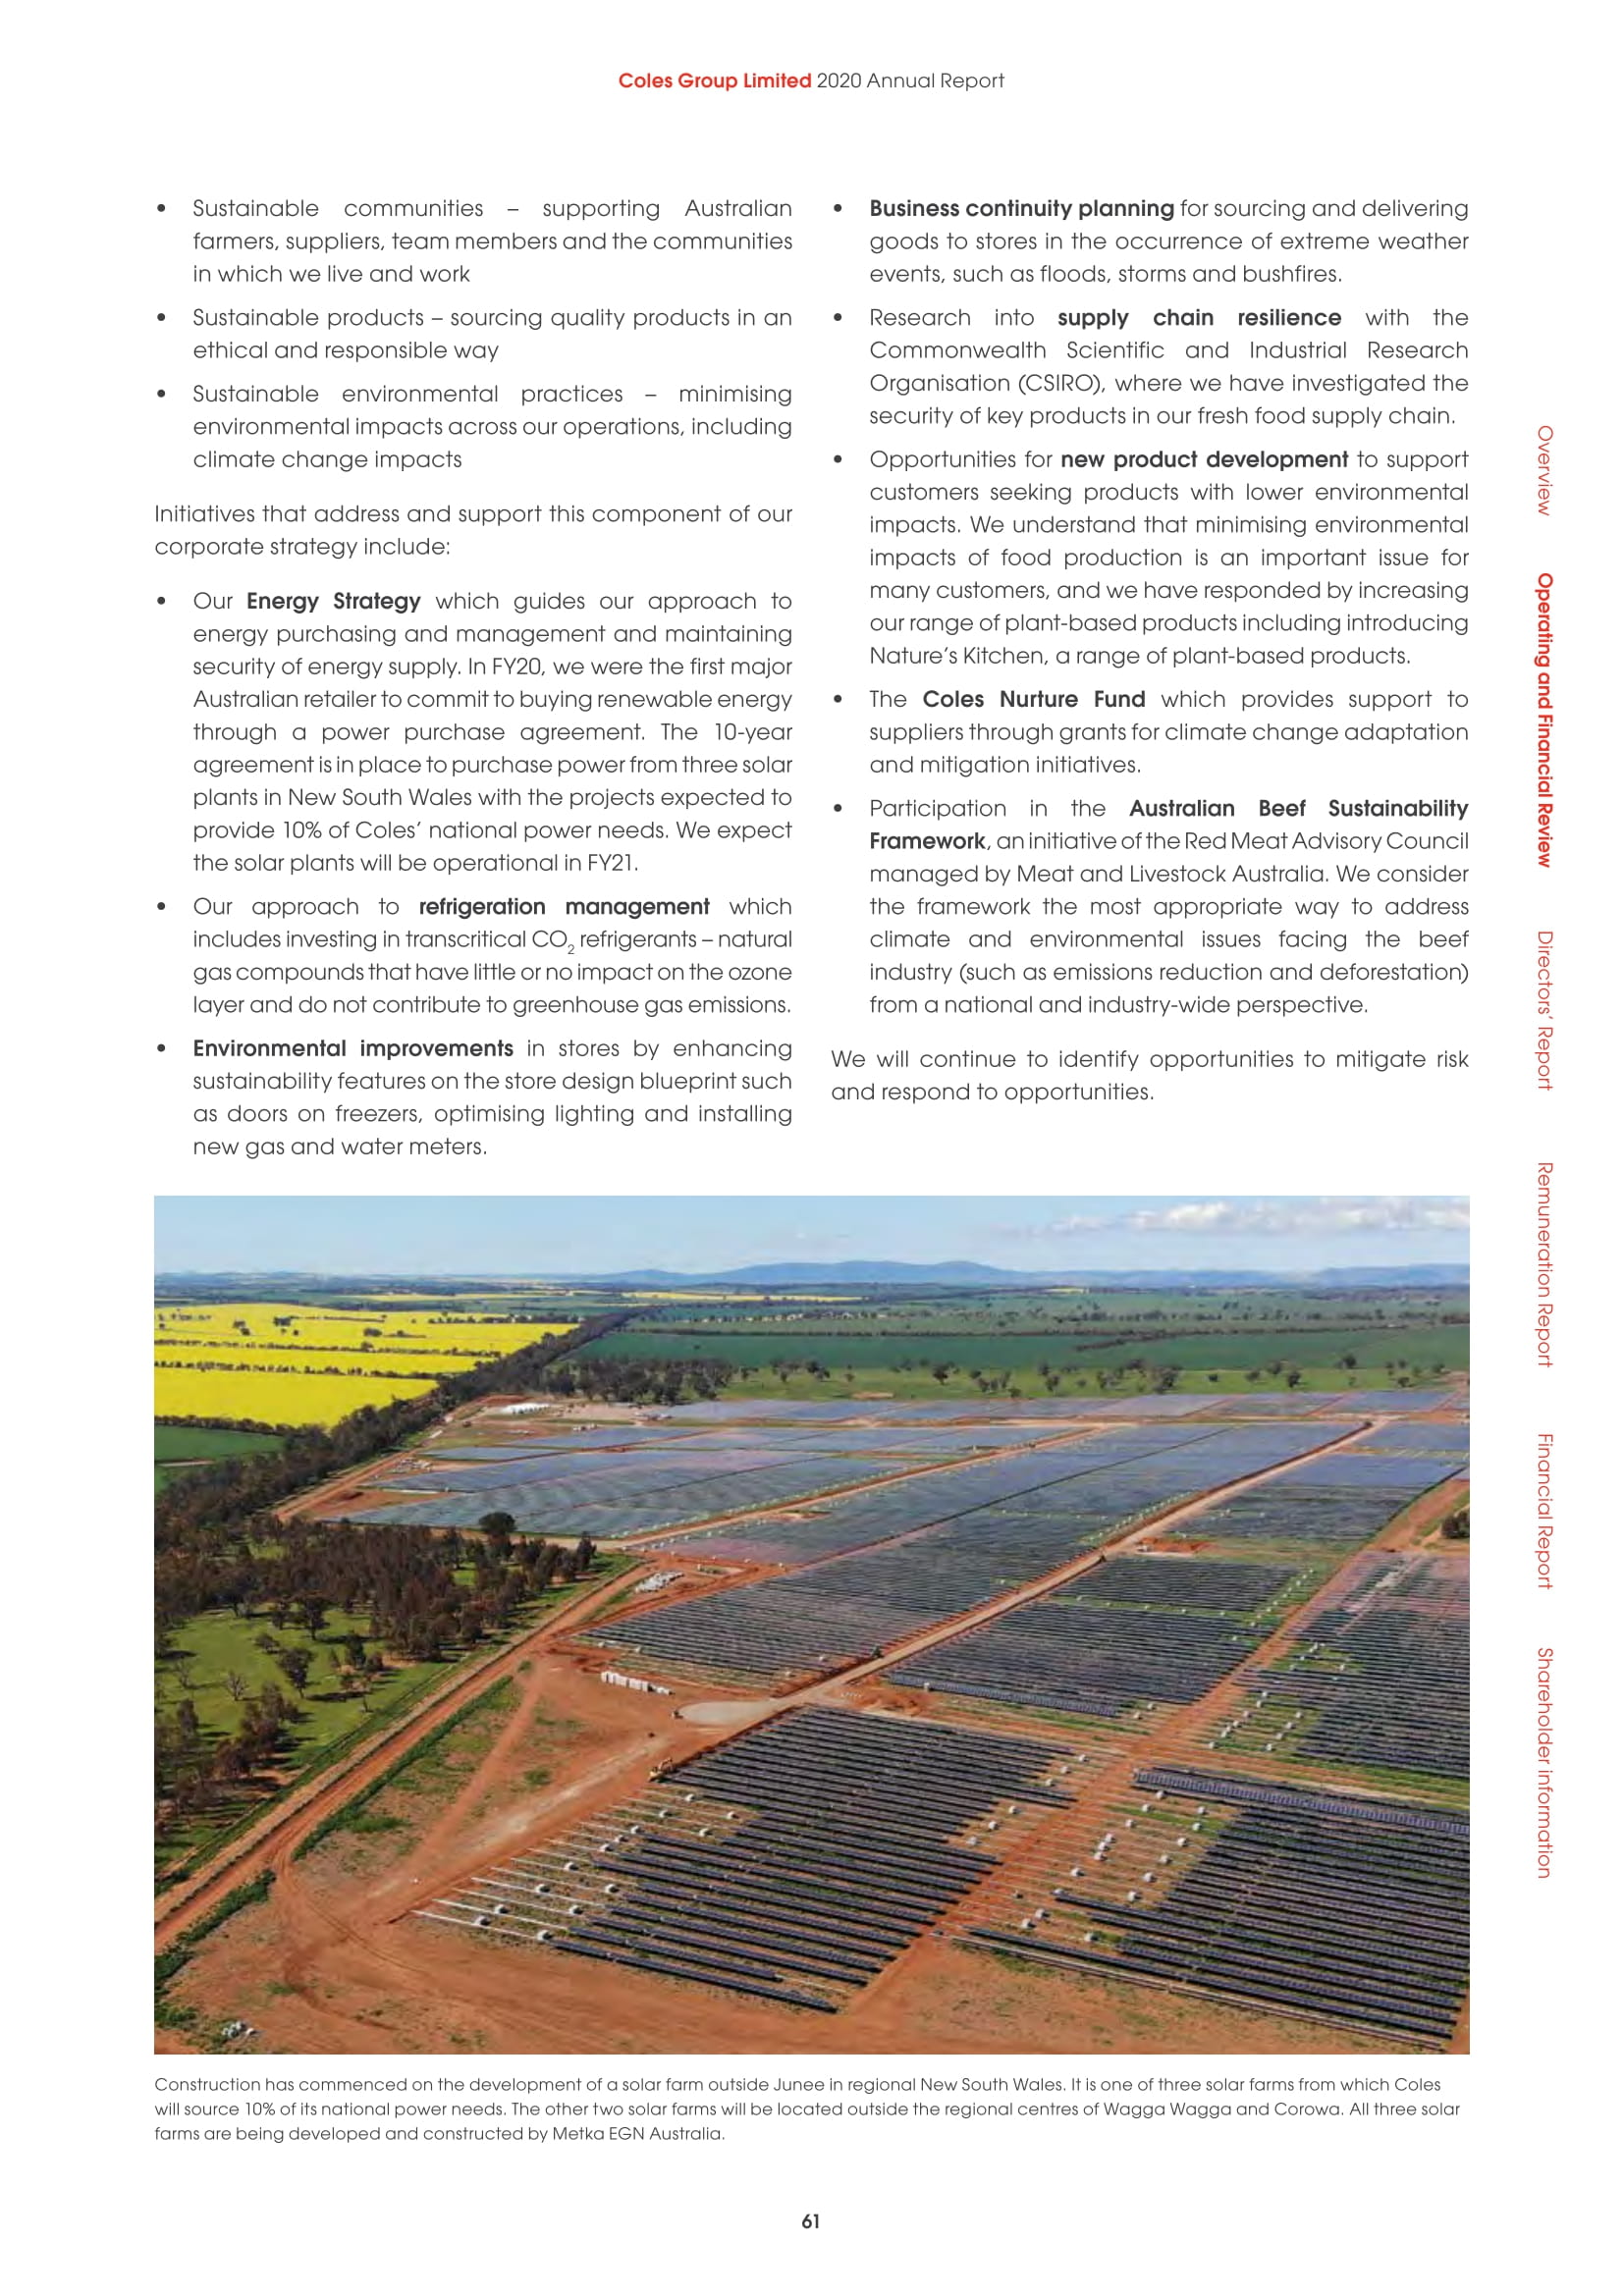 Coles Group Limited 2020 Annual Report
• Sustainable communities – supporting Australian
farmers, suppliers, team members and the communities
in which we live and work
• Sustainable products – sourcing quality products in an
ethical and responsible way
• Sustainable environmental practices – minimising
environmental impacts across our operations, including
climate change impacts
Initiatives that address and support this component of our
corporate strategy include:
• Our Energy Strategy which guides our approach to
energy purchasing and management and maintaining
security of energy supply. In FY20, we were the first major
Australian retailer to commit to buying renewable energy
through a power purchase agreement. The 10-year
agreement is in place to purchase power from three solar
plants in New South Wales with the projects expected to
provide 10% of Coles' national power needs. We expect
the solar plants will be operational in FY21.
• Our approach to refrigeration management which
includes investing in transcritical CO₂ refrigerants – natural
gas compounds that have little or no impact on the ozone
layer and do not contribute to greenhouse gas emissions.
• Environmental improvements in stores by enhancing
sustainability features on the store design blueprint such
as doors on freezers, optimising lighting and installing
new gas and water meters.
• Business continuity planning for sourcing and delivering
goods to stores in the occurrence of extreme weather
events, such as floods, storms and bushfires.
• Research into supply chain resilience with the
Commonwealth Scientific and Industrial Research
Organisation (CSIRO), where we have investigated the
security of key products in our fresh food supply chain.
• Opportunities for new product development to support
customers seeking products with lower environmental
impacts. We understand that minimising environmental
impacts of food production is an important issue for
many customers, and we have responded by increasing
our range of plant-based products including introducing
Nature's Kitchen, a range of plant-based products.
• The Coles Nurture Fund which provides support to
suppliers through grants for climate change adaptation
and mitigation initiatives.
• Participation in the Australian Beef Sustainability
Framework, an initiative of the Red Meat Advisory Council
managed by Meat and Livestock Australia. We consider
the framework the most appropriate way to address
climate and environmental issues facing the beef
industry (such as emissions reduction and deforestation)
from a national and industry-wide perspective.
We will continue to identify opportunities to mitigate risk
and respond to opportunities.
Construction has commenced on the development of a solar farm outside Junee in regional New South Wales. It is one of three solar farms from which Coles
will source 10% of its national power needs. The other two solar farms will be located outside the regional centres of Wagga Wagga and Corowa. All three solar
farms are being developed and constructed by Metka EGN Australia.
61
Overview
Operating and Financial Review
Directors' Report
Remuneration Report
Financial Report
Shareholder information